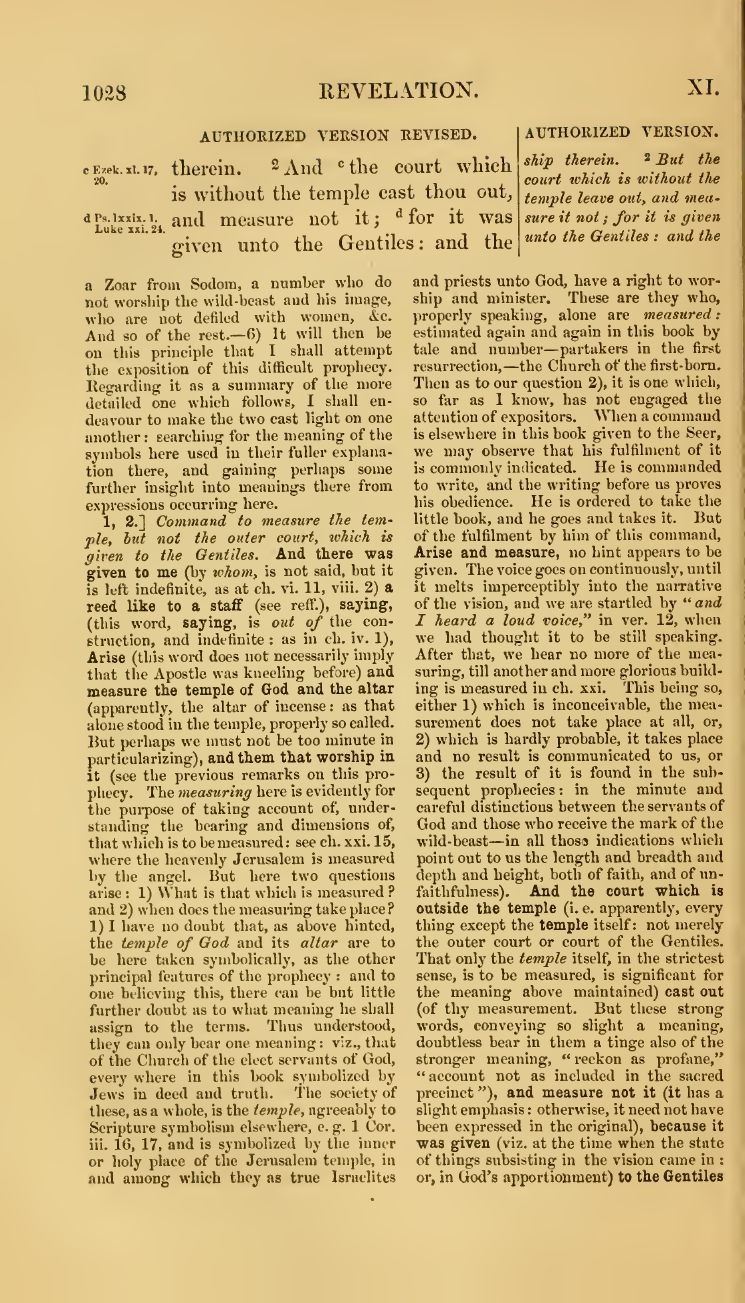 1028
REVELATION.
XI.
AUTHORIZED VERSION REVISED.
c Ezek. xl. 17,
20.
d Ps. lxxix. 1.
Luke xxi. 24.
therein. 2 And c the court which
is without the temple cast thou out,
and measure not it; d for it was
given unto the Gentiles: and the
AUTHORIZED VERSION.
ship therein. 2 But the
court which is without the
temple leave out, and mea-
sure it not; for it is given
unto the Gentiles: and the
a Zoar from Sodom, a number who do
not worship the wild-beast and his image,
who are not defiled with women, &c.
And so of the rest.—6) It will then be
on this principle that I shall attempt
the exposition of this difficult prophecy.
Regarding it as a summary of the more
detailed one which follows, I shall en-
deavour to make the two cast light on one
another: searching for the meaning of the
symbols here used in their fuller explana-
tion there, and gaining perhaps some
further insight into meanings there from
expressions occurring here.
1, 2.] Command to measure the tem-
ple, but not the outer court, which is
given to the Gentiles. And there was
given to me (by whom, is not said, but it
is left indefinite, as at ch. vi. 11, viii. 2) a
reed like to a staff (see reff.), saying,
(this word, saying, is out of the con-
struction, and indefinite: as in ch. iv. 1),
Arise (this word does not necessarily imply
that the Apostle was kneeling before) and
measure the temple of God and the altar
(apparently, the altar of incense: as that
alone stood in the temple, properly so called.
But perhaps we must not be too minute in
particularizing), and them that worship in
it (see the previous remarks on this pro-
phecy. The measuring here is evidently for
the purpose of taking account of, under-
standing the bearing and dimensions of,
that which is to be measured: see ch. xxi. 15,
where the heavenly Jerusalem is measured
by the angel. But here two questions
arise: 1) What is that which is measured?
and 2) when does the measuring take place?
1) I have no doubt that, as above hinted,
the temple of God and its altar are to
be here taken symbolically, as the other
principal features of the prophecy: and to
one believing this, there can be but little
further doubt as to what meaning he shall
assign to the terms. Thus understood,
they can only bear one meaning: viz., that
of the Church of the elect servants of God,
every where in this book symbolized by
Jews in deed and truth. The society of
these, as a whole, is the temple, agreeably to
Scripture symbolism elsewhere, e. g. 1 Cor.
iii. 16, 17, and is symbolized by the inner
or holy place of the Jerusalem temple, in
and among which they as true Israelites
and priests unto God, have a right to wor-
ship and minister. These are they who,
properly speaking, alone are measured:
estimated again and again in this book by
tale and number—partakers in the first
resurrection,—the Church of the first-born.
Then as to our question 2), it is one which,
so far as I know, has not engaged the
attention of expositors. When a command
is elsewhere in this book given to the Seer,
we may observe that his fulfilment of it
is commonly indicated. He is commanded
to write, and the writing before us proves
his obedience. He is ordered to take the
little book, and he goes and takes it. But
of the fulfilment by him of this command,
Arise and measure, no hint appears to be
given. The voice goes on continuously, until
it melts imperceptibly into the narrative
of the vision, and we are startled by "and
I heard a loud voice," in ver. 12, when
we had thought it to be still speaking.
After that, we hear no more of the mea-
suring, till another and more glorious build-
ing is measured in ch. xxi. This being so,
either 1) which is inconceivable, the mea-
surement does not take place at all, or,
2) which is hardly probable, it takes place
and no result is communicated to us, or
3) the result of it is found in the sub-
sequent prophecies: in the minute and
careful distinctions between the servants of
God and those who receive the mark of the
wild-beast—in all those indications which
point out to us the length and breadth and
depth and height, both of faith, and of un-
faithfulness). And the court which is
outside the temple (i. e. apparently, every
thing except the temple itself: not merely
the outer court or court of the Gentiles.
That only the temple itself, in the strictest
sense, is to be measured, is significant for
the meaning above maintained) cast out
(of thy measurement. But these strong
words, conveying so slight a meaning,
doubtless bear in them a tinge also of the
stronger meaning, "reckon as profane,"
"account not as included in the sacred
precinct"), and measure not it (it has a
slight emphasis: otherwise, it need not have
been expressed in the original), because it
was given (viz. at the time when the state
of things subsisting in the vision came in:
or, in God's apportionment) to the Gentiles